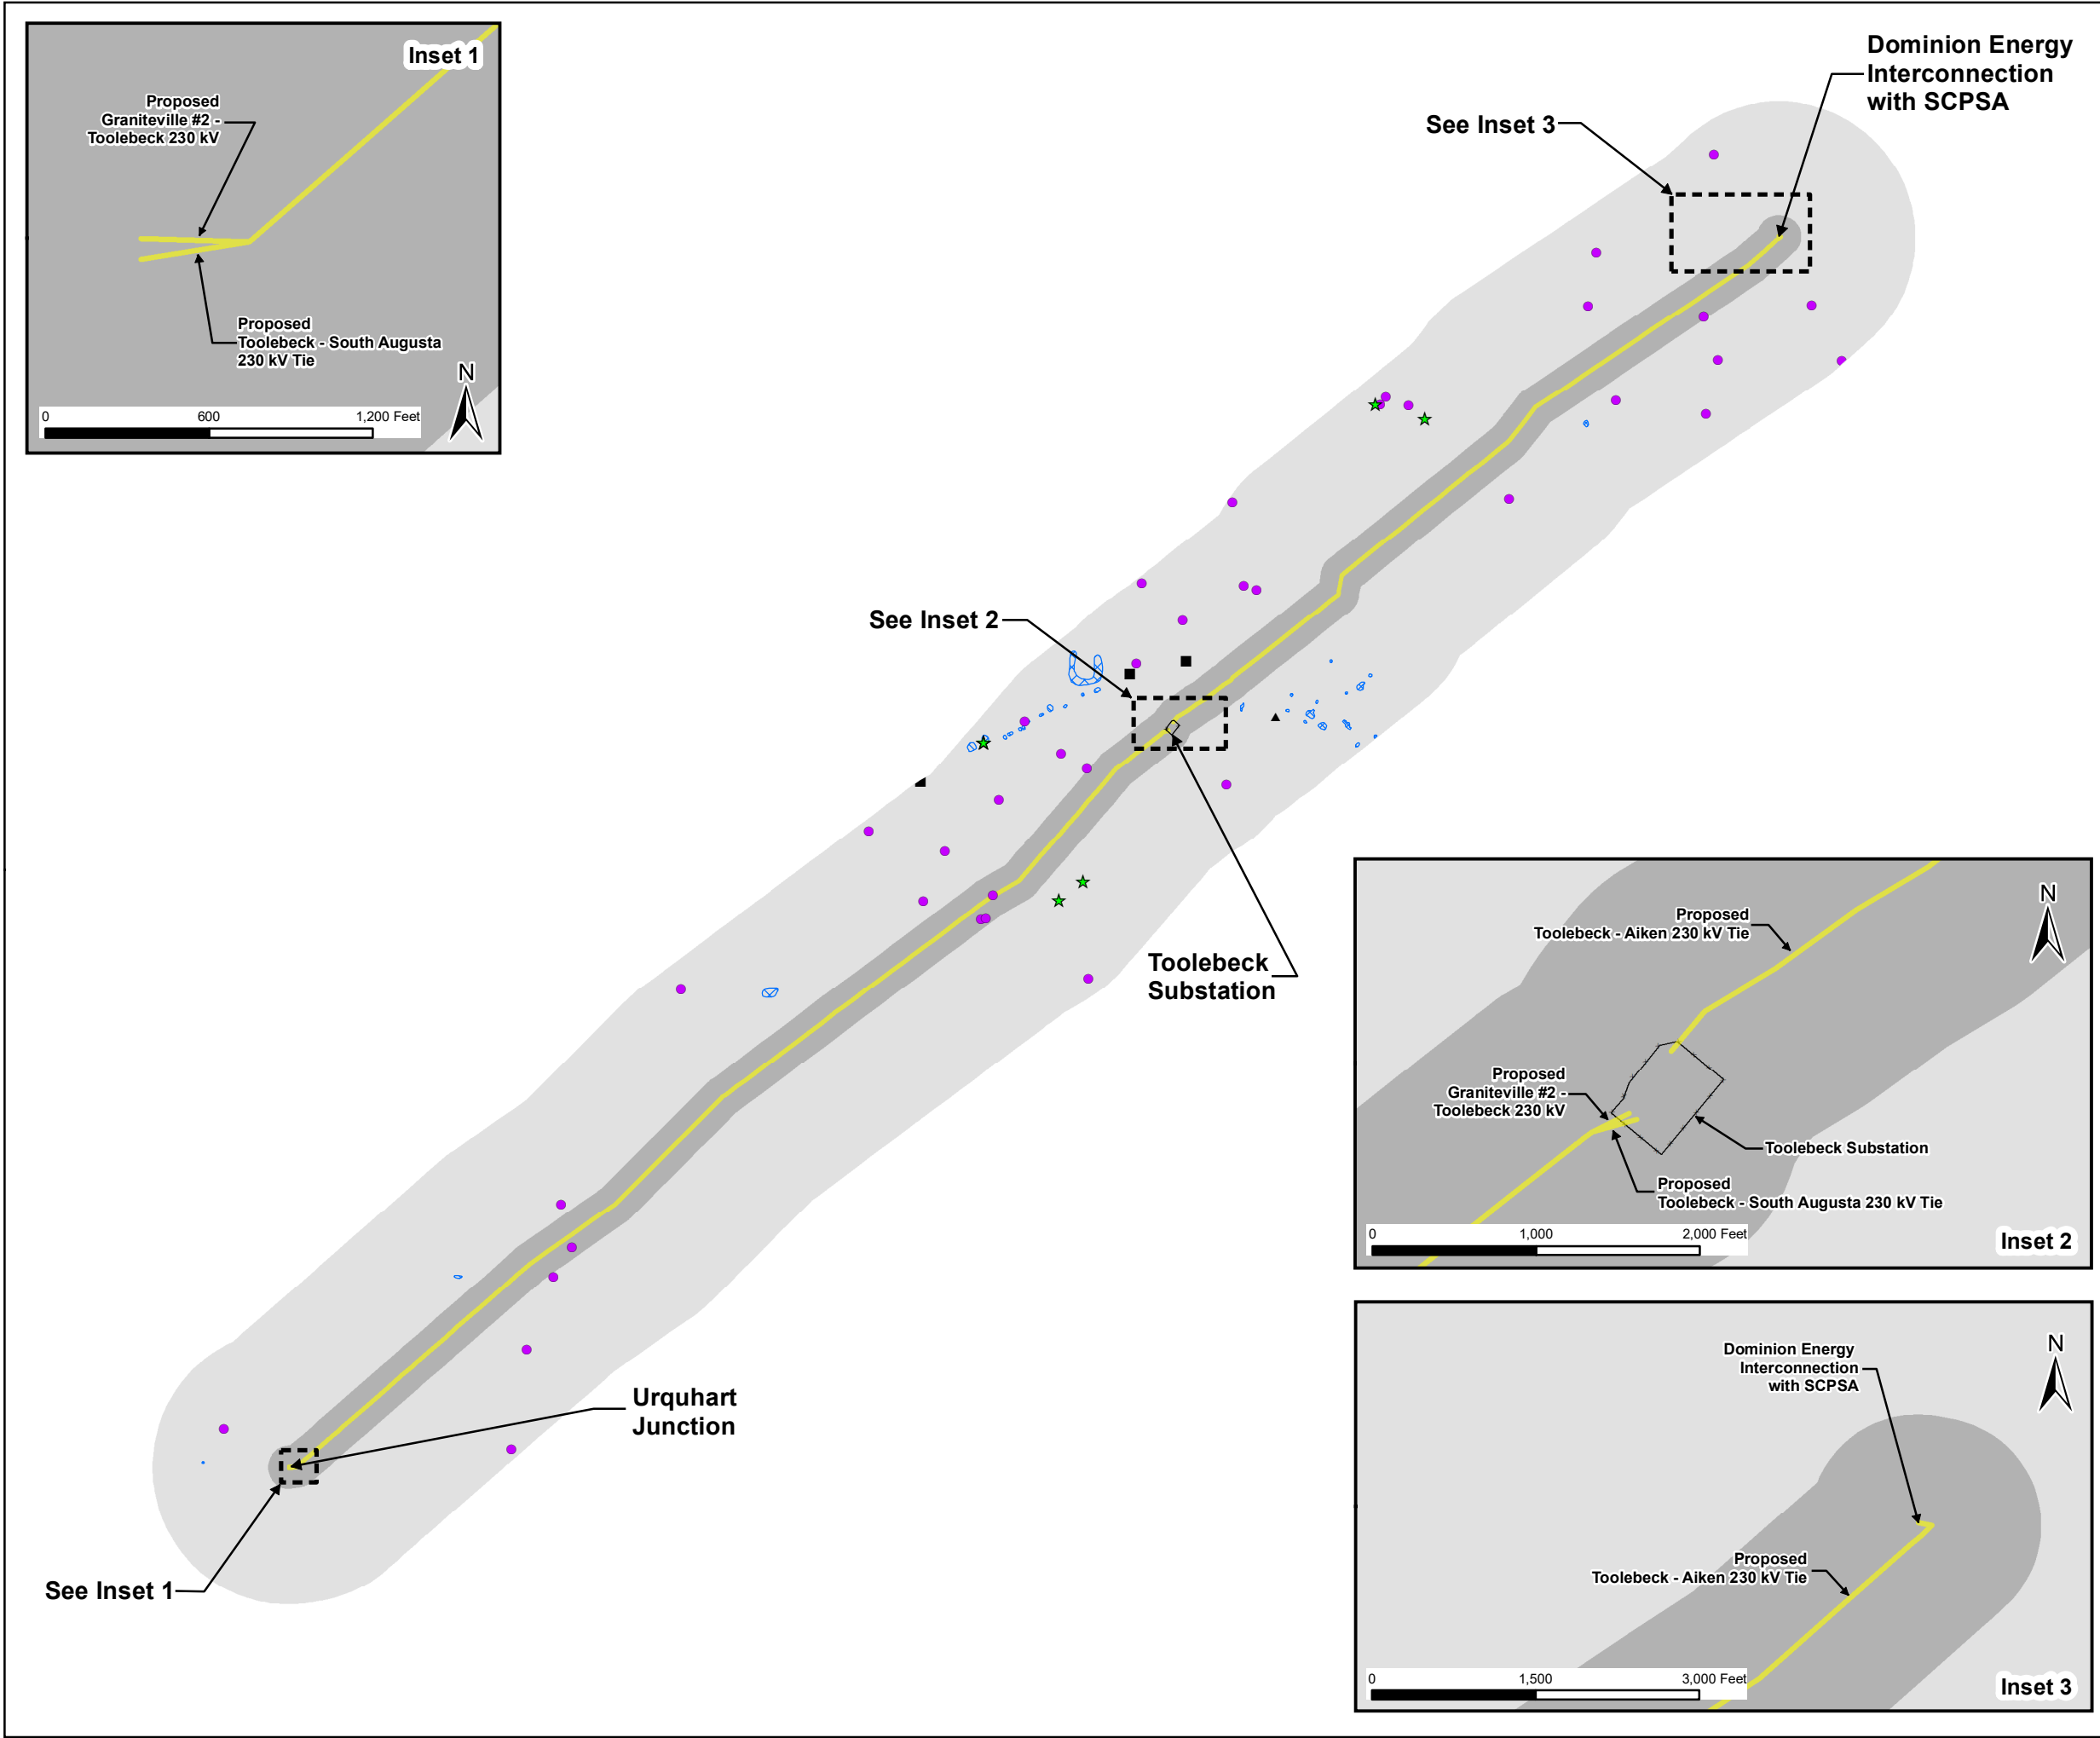 Inset 1
Proposed
Graniteville #2 -
Toolebeck 230 kV
Proposed
Toolebeck - South Augusta
230 kV Tie
N
0 600 1,200 Feet
Dominion Energy
Interconnection
with SCPSA
See Inset 3
See Inset 2
Toolebeck
Substation
Urquhart
Junction
See Inset 1
Proposed
Toolebeck - Aiken 230 kV Tie
N
Proposed
Graniteville #2 -
Toolebeck 230 kV
Toolebeck Substation
Proposed
Toolebeck - South Augusta 230 kV Tie
0 1,000 2,000 Feet
Inset 2
Dominion Energy
Interconnection
with SCPSA
N
Proposed
Toolebeck - Aiken 230 kV Tie
0 1,500 3,000 Feet
Inset 3